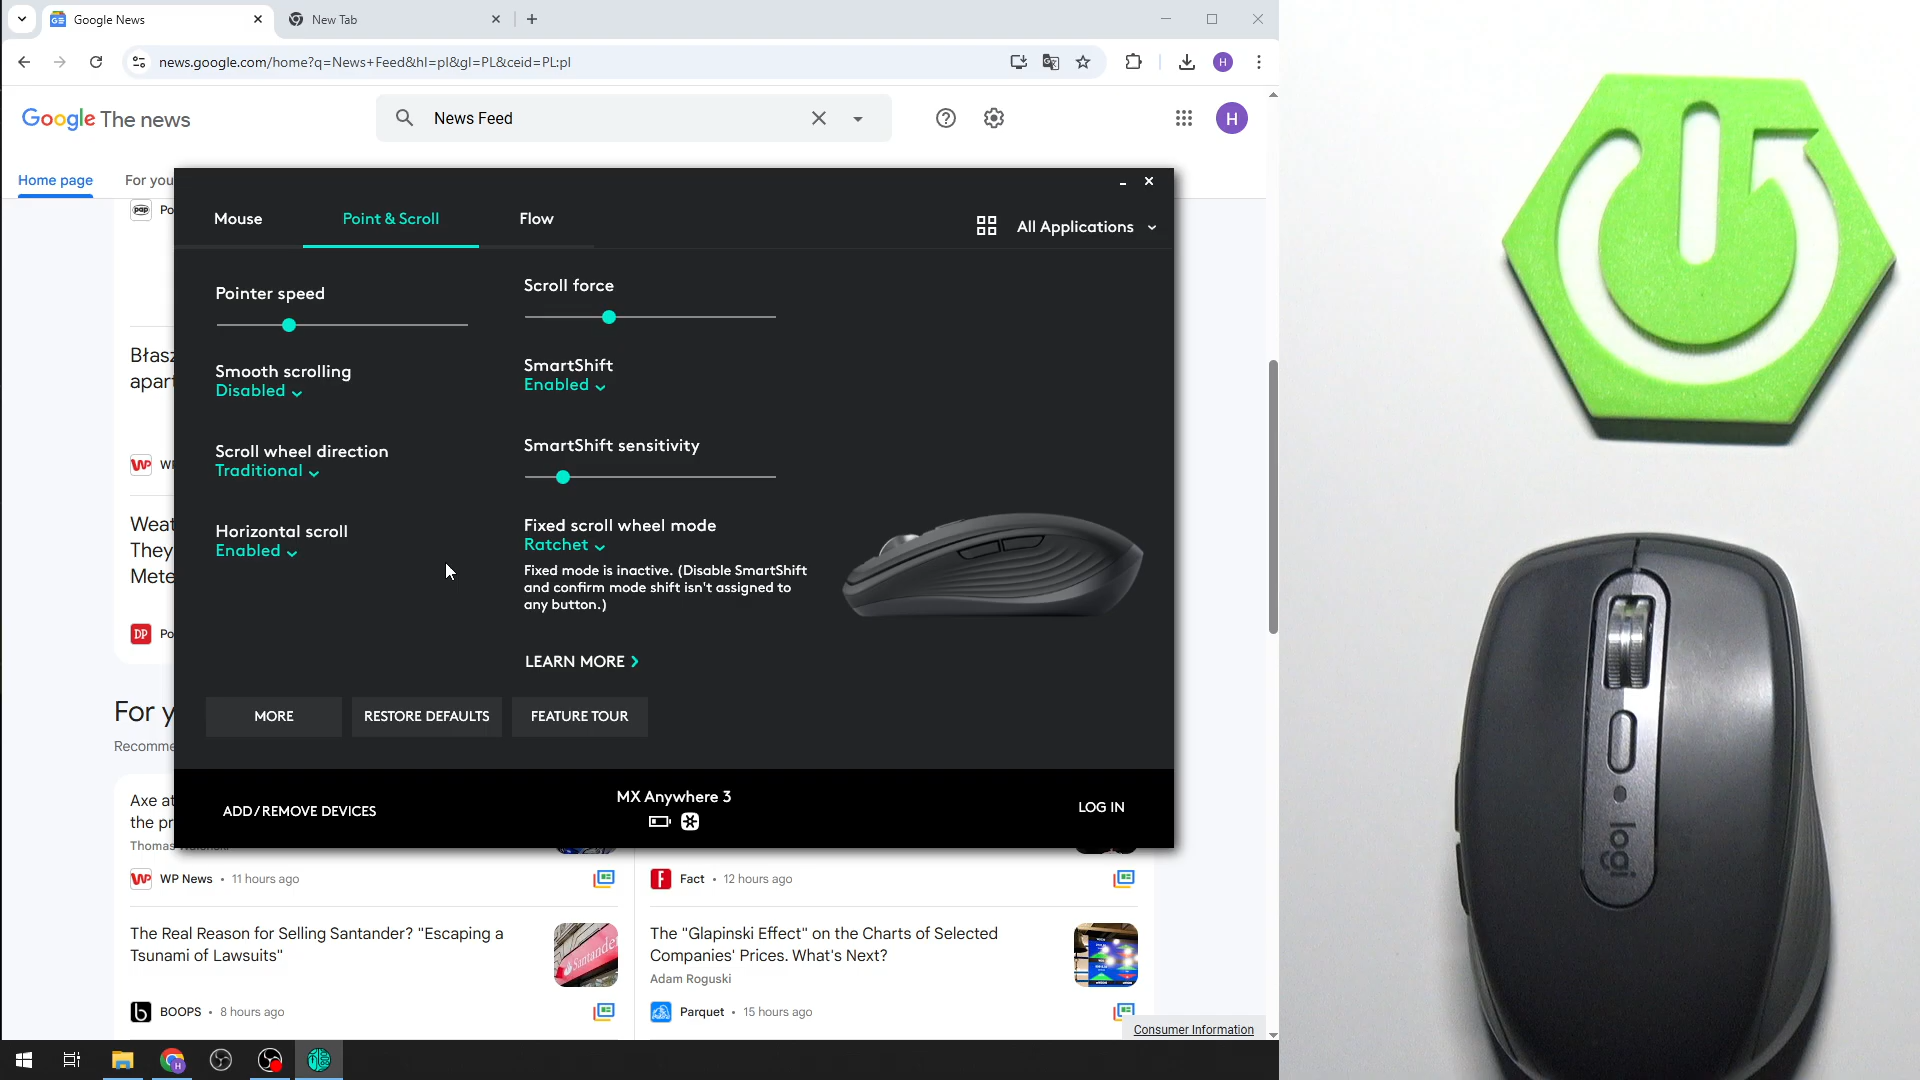 Google News
New Tab
news.google.com/home?q=News+Feed&hl=pl&gl=PL&ceid=PL:pl
H
Google The news
News Feed
H
Home page
For you
Po
Mouse
Point & Scroll
Flow
All Applications
Pointer speed
Scroll force
Smooth scrolling
Disabled
SmartShift
Enabled
Scroll wheel direction
Traditional
SmartShift sensitivity
Horizontal scroll
Enabled
Fixed scroll wheel mode
Ratchet
Fixed mode is inactive. (Disable SmartShift
and confirm mode shift isn't assigned to
any button.)
LEARN MORE
MORE
RESTORE DEFAULTS
FEATURE TOUR
ADD/REMOVE DEVICES
MX Anywhere 3
LOG IN
Błasz
apart
Weat
They
Mete
DP Po
For y
Recomme
Axe at
the pr
WP News • 11 hours ago
Fact • 12 hours ago
The Real Reason for Selling Santander? "Escaping a
Tsunami of Lawsuits"
Santander
The "Glapinski Effect" on the Charts of Selected
Companies' Prices. What's Next?
Adam Roguski
BOOPS • 8 hours ago
Parquet • 15 hours ago
Consumer Information
logi